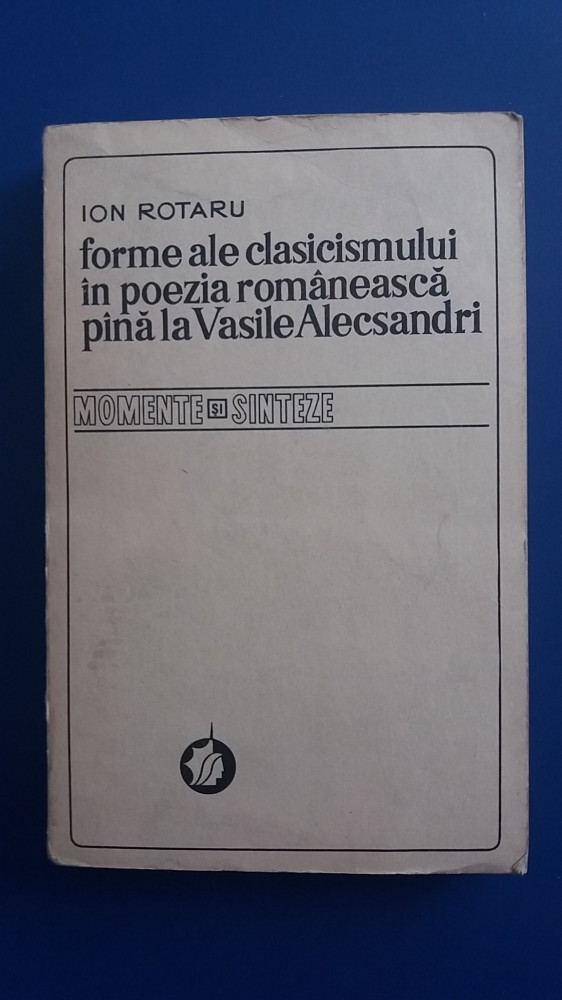 ION ROTARU
forme ale clasicismului
în poezia românească
pînă la Vasile Alecsandri
MOMENTE ȘI SINTEZE